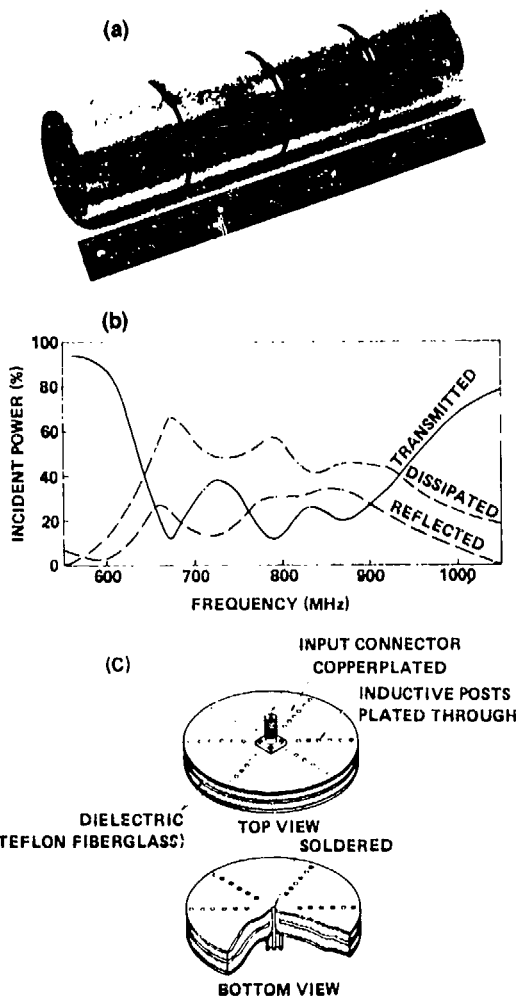 (a)
(b)
INCIDENT POWER (%)
100
80
60
40
20
0
TRANSMITTED
DISSIPATED
REFLECTED
600
700
800
900
1000
FREQUENCY (MHz)
(C)
INPUT CONNECTOR
COPPERPLATED
INDUCTIVE POSTS
PLATED THROUGH
DIELECTRIC
TEFLON FIBERGLASS)
TOP VIEW
SOLDERED
BOTTOM VIEW